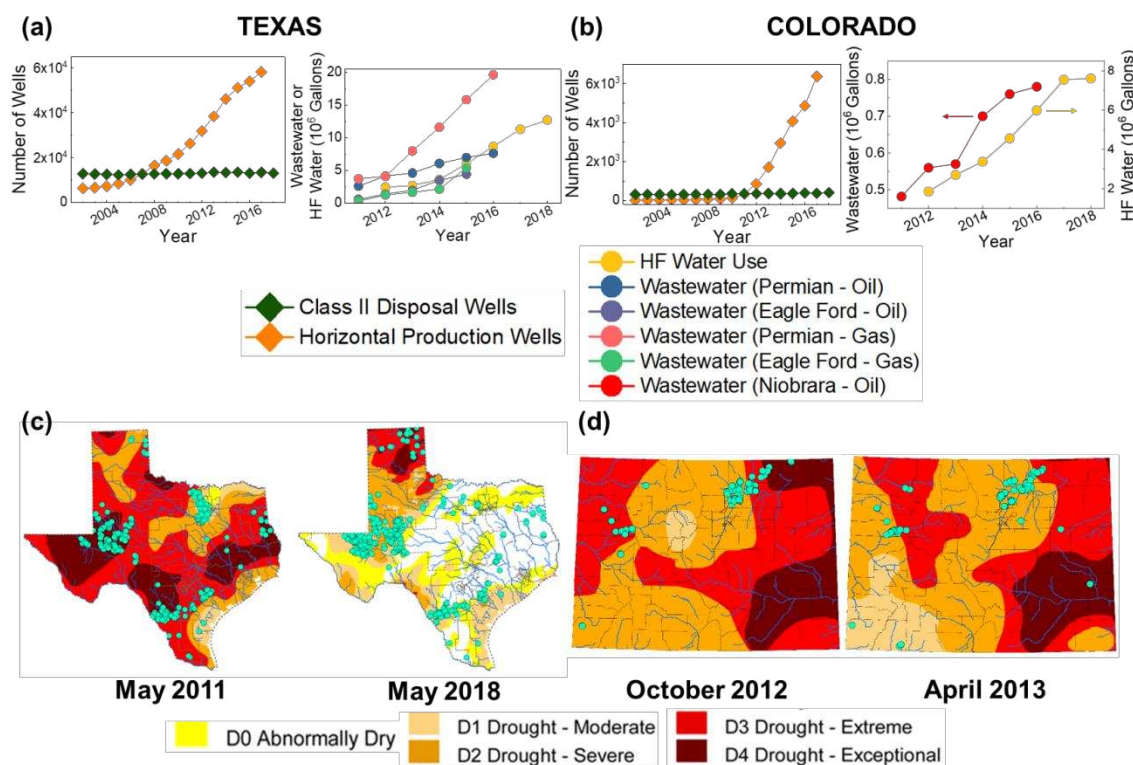 (a) TEXAS
(b) COLORADO
Number of Wells
6x10⁴
4x10⁴
2x10⁴
0
2004 2008 2012 2016
Year
Wastewater or
HF Water (10⁶ Gallons)
20
15
10
5
0
2012 2014 2016 2018
Year
Number of Wells
6x10³
4x10³
2x10³
0
2004 2008 2012 2016
Year
Wastewater (10⁶ Gallons)
0.8
0.7
0.6
0.5
2012 2014 2016 2018
Year
8
6
4
2
HF Water (10⁶ Gallons)
Class II Disposal Wells
Horizontal Production Wells
HF Water Use
Wastewater (Permian - Oil)
Wastewater (Eagle Ford - Oil)
Wastewater (Permian - Gas)
Wastewater (Eagle Ford - Gas)
Wastewater (Niobrara - Oil)
(c)
(d)
May 2011
May 2018
October 2012
April 2013
D0 Abnormally Dry
D1 Drought - Moderate
D2 Drought - Severe
D3 Drought - Extreme
D4 Drought - Exceptional